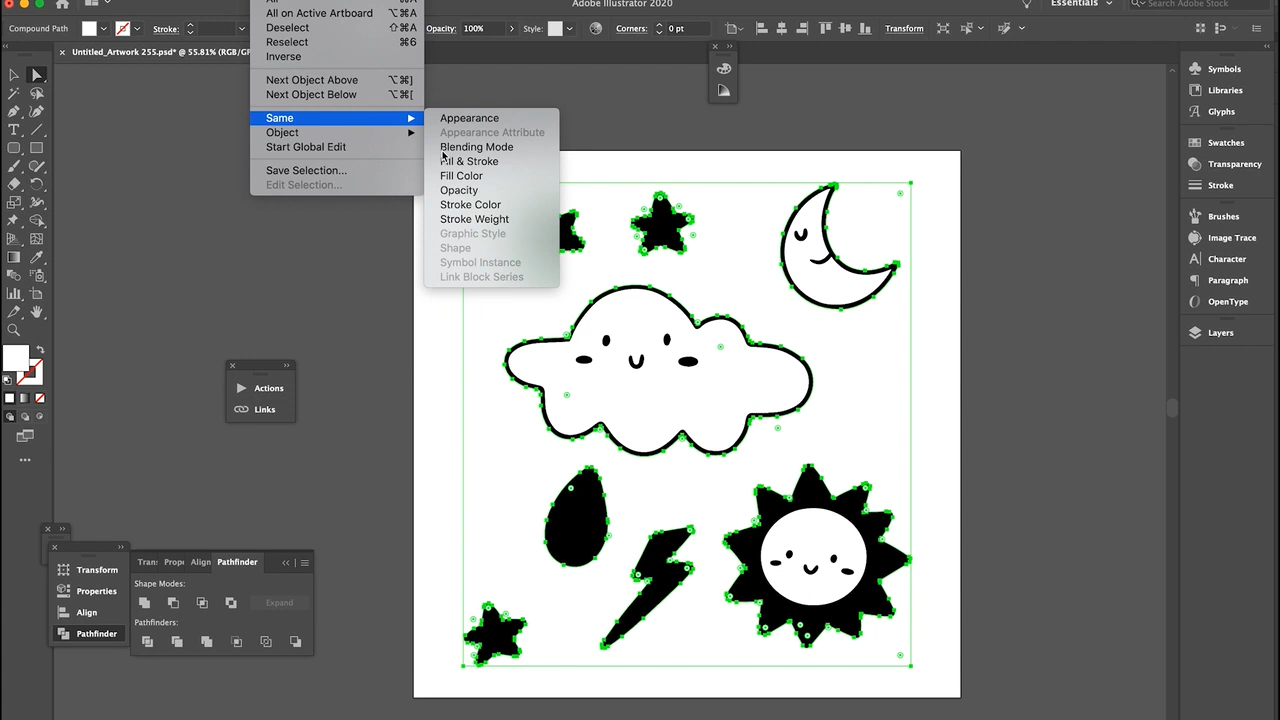 Adobe Illustrator 2020
Essentials
Search Adobe Stock
All on Active Artboard ⌥⌘A
Deselect ⇧⌘A
Reselect ⌘6
Inverse
Next Object Above ⌥⌘]
Next Object Below ⌥⌘[
Same
Object
Start Global Edit
Save Selection...
Edit Selection...
Compound Path
Stroke:
Opacity: 100%
Style:
Corners: 0 pt
Transform
Untitled_Artwork 255.psd* @ 55.81% (RGB/GP
Appearance
Appearance Attribute
Blending Mode
Fill & Stroke
Fill Color
Opacity
Stroke Color
Stroke Weight
Graphic Style
Shape
Symbol Instance
Link Block Series
Symbols
Libraries
Glyphs
Swatches
Transparency
Stroke
Brushes
Image Trace
Character
Paragraph
OpenType
Layers
Actions
Links
Transform
Properties
Align
Pathfinder
Trans Prope Align Pathfinder
Shape Modes:
Expand
Pathfinders: